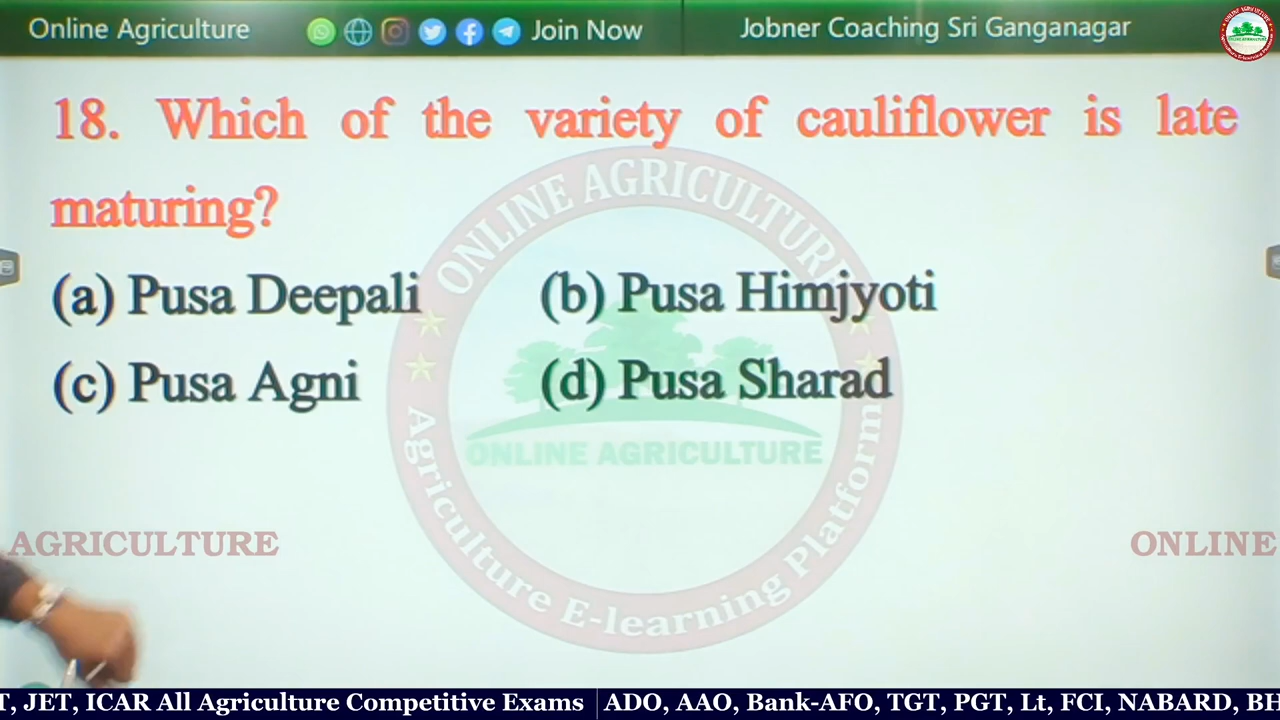 Online Agriculture Join Now Jobner Coaching Sri Ganganagar
18. Which of the variety of cauliflower is late
maturing?
(a) Pusa Deepali (b) Pusa Himjyoti
(c) Pusa Agni (d) Pusa Sharad
ONLINE AGRICULTURE
ONLINE AGRICULTURE
Agriculture E-learning Platform
AGRICULTURE ONLINE
T, JET, ICAR All Agriculture Competitive Exams ADO, AAO, Bank-AFO, TGT, PGT, Lt, FCI, NABARD, BH